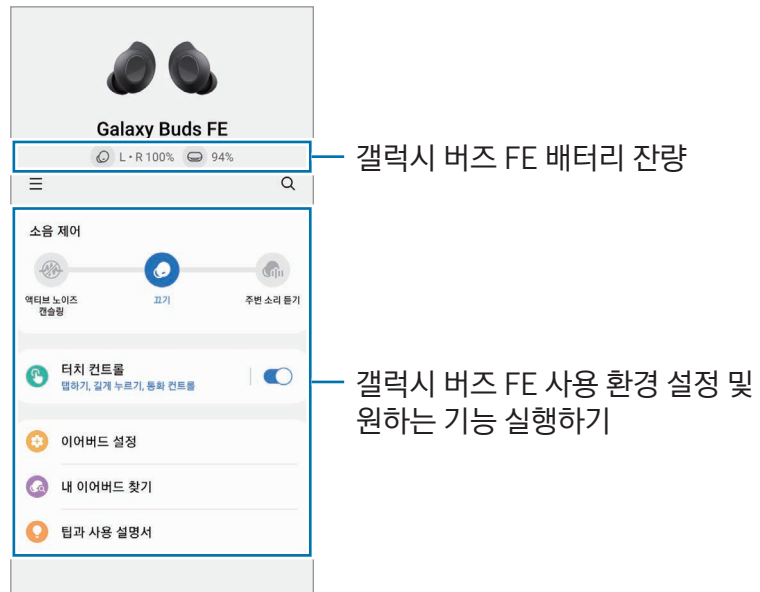 Galaxy Buds FE
L・R 100% 94%
갤럭시 버즈 FE 배터리 잔량
소음 제어
액티브 노이즈
캔슬링
끄기
주변 소리 듣기
터치 컨트롤
탭하기, 길게 누르기, 통화 컨트롤
갤럭시 버즈 FE 사용 환경 설정 및
원하는 기능 실행하기
이어버드 설정
내 이어버드 찾기
팁과 사용 설명서